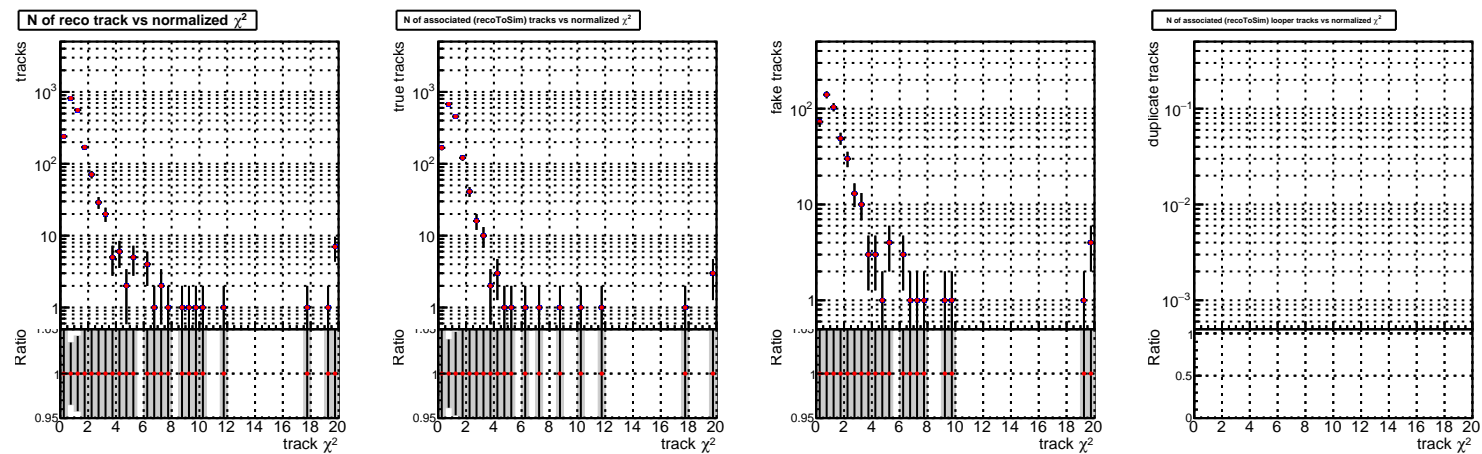 N of reco track vs normalized χ²
tracks
10³
10²
10
1
Ratio
1.05
1
0.95
0 2 4 6 8 10 12 14 16 18 20
track χ²
N of associated (recoToSim) tracks vs normalized χ²
true tracks
10³
10²
10
1
Ratio
1.05
1
0.95
0 2 4 6 8 10 12 14 16 18 20
track χ²
fake tracks
10²
10
1
Ratio
1.05
1
0.95
0 2 4 6 8 10 12 14 16 18 20
track χ²
N of associated (recoToSim) looper tracks vs normalized χ²
duplicate tracks
10⁻¹
10⁻²
10⁻³
Ratio
1
0.5
0
0 2 4 6 8 10 12 14 16 18 20
track χ²